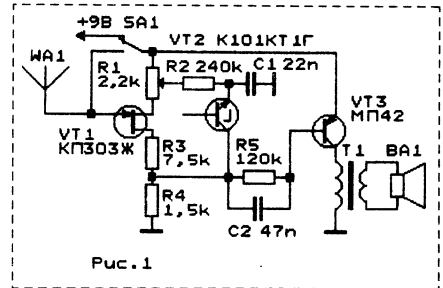 +9В SA1
WA1
VT2 К101КТ1Г
R1
2,2k
R2 240k
C1 22n
VT3
МП42
VT1
КП303Ж
R3
7,5k
R5
120k
T1
BA1
R4
1,5k
C2 47n
Рис.1